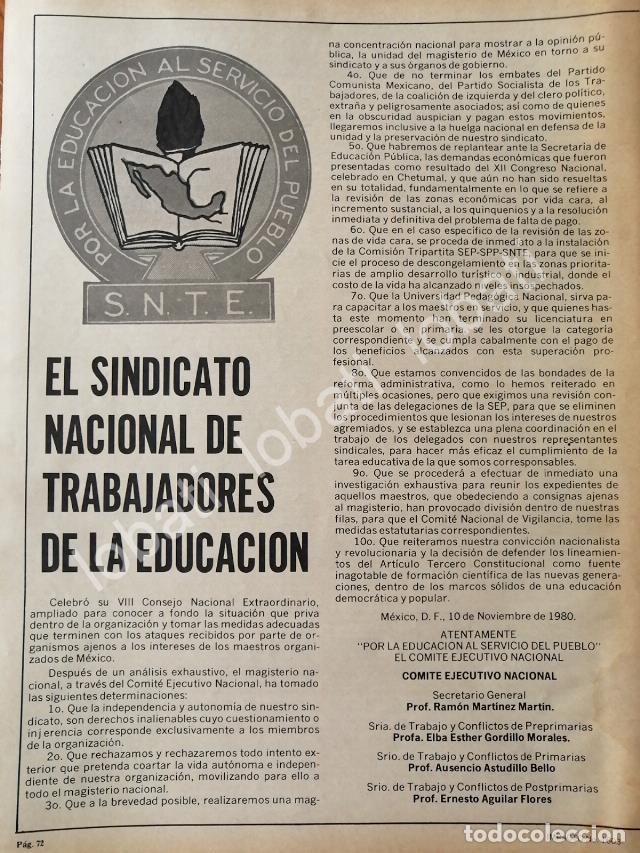 POR LA EDUCACION AL SERVICIO DEL PUEBLO
S.N.T.E.
EL SINDICATO
NACIONAL DE
TRABAJADORES
DE LA EDUCACION
Celebró su VIII Consejo Nacional Extraordinario,
ampliado para conocer a fondo la situación que priva
dentro de la organización y tomar las medidas adecuadas
que terminen con los ataques recibidos por parte de or-
ganismos ajenos a los intereses de los maestros organi-
zados de México.
Después de un análisis exhaustivo, el magisterio na-
cional, a través del Comité Ejecutivo Nacional, ha tomado
las siguientes determinaciones:
1o. Que la independencia y autonomía de nuestro sin-
dicato, son derechos inalienables cuyo cuestionamiento o
injerencia corresponde exclusivamente a los miembros
de la organización.
2o. Que rechazamos y rechazaremos todo intento ex-
terior que pretenda coartar la vida autónoma e indepen-
diente de nuestra organización, movilizando para ello a
todo el magisterio nacional.
3o. Que a la brevedad posible, realizaremos una mag-
na concentración nacional para mostrar a la opinión pú-
blica, la unidad del magisterio de México en torno a su
sindicato y a sus órganos de gobierno.
4o. Que de no terminar los embates del Partido
Comunista Mexicano, del Partido Socialista de los Tra-
bajadores, de la coalición de izquierda y del clero político,
extraña y peligrosamente asociados; así como de quienes
en la obscuridad auspician y pagan estos movimientos,
llegaremos inclusive a la huelga nacional en defensa de la
unidad y la preservación de nuestro sindicato.
5o. Que habremos de replantear ante la Secretaría de
Educación Pública, las demandas económicas que fueron
presentadas como resultado del XII Congreso Nacional,
celebrado en Chetumal, y que aún no han sido resueltas
en su totalidad, fundamentalmente en lo que se refiere a
la revisión de las zonas económicas por vida cara, al
incremento sustancial, a los quinquenios y a la resolución
inmediata y definitiva del problema de falta de pago.
6o. Que en el caso específico de la revisión de las zo-
nas de vida cara, se proceda de inmediato a la instalación
de la Comisión Tripartita SEP-SPP-SNTE, para que se ini-
cie el proceso de descongelamiento en las zonas prioritar-
ias de amplio desarrollo turístico e industrial, donde el
costo de la vida ha alcanzado niveles insospechados.
7o. Que la Universidad Pedagógica Nacional, sirva pa-
ra capacitar a los maestros en servicio, y que quienes has-
ta este momento han terminado su licenciatura en
preescolar o en primaria, se les otorgue la categoría
correspondiente y se cumpla cabalmente con el pago de
los beneficios alcanzados con esta superación pro-
fesional.
8o. Que estamos convencidos de las bondades de la
reforma administrativa, como lo hemos reiterado en
múltiples ocasiones, pero que exigimos una revisión con-
junta de las delegaciones de la SEP, para que se eliminen
los procedimientos que lesionan los intereses de nuestros
agremiados, y se establezca una plena coordinación en el
trabajo de los delegados con nuestros representantes
sindicales, para hacer más eficaz el cumplimiento de la
tarea educativa de la que somos corresponsables.
9o. Que se procederá a efectuar de inmediato una
investigación exhaustiva para reunir los expedientes de
aquellos maestros, que obedeciendo a consignas ajenas
al magisterio, han provocado división dentro de nuestras
filas, para que el Comité Nacional de Vigilancia, tome las
medidas estatutarias correspondientes.
10o. Que reiteramos nuestra convicción nacionalista
y revolucionaria y la decisión de defender los lineamien-
tos del Artículo Tercero Constitucional como fuente
inagotable de formación científica de las nuevas genera-
ciones, dentro de los marcos sólidos de una educación
democrática y popular.
México, D. F., 10 de Noviembre de 1980.
ATENTAMENTE
"POR LA EDUCACION AL SERVICIO DEL PUEBLO"
EL COMITE EJECUTIVO NACIONAL
COMITE EJECUTIVO NACIONAL
Secretario General
Prof. Ramón Martínez Martín.
Sria. de Trabajo y Conflictos de Preprimarias
Profa. Elba Esther Gordillo Morales.
Srio. de Trabajo y Conflictos de Primarias
Prof. Ausencio Astudillo Bello
Srio. de Trabajo y Conflictos de Postprimarias
Prof. Ernesto Aguilar Flores
Pág. 72
lobali lobali lobali lobali
todocoleccion